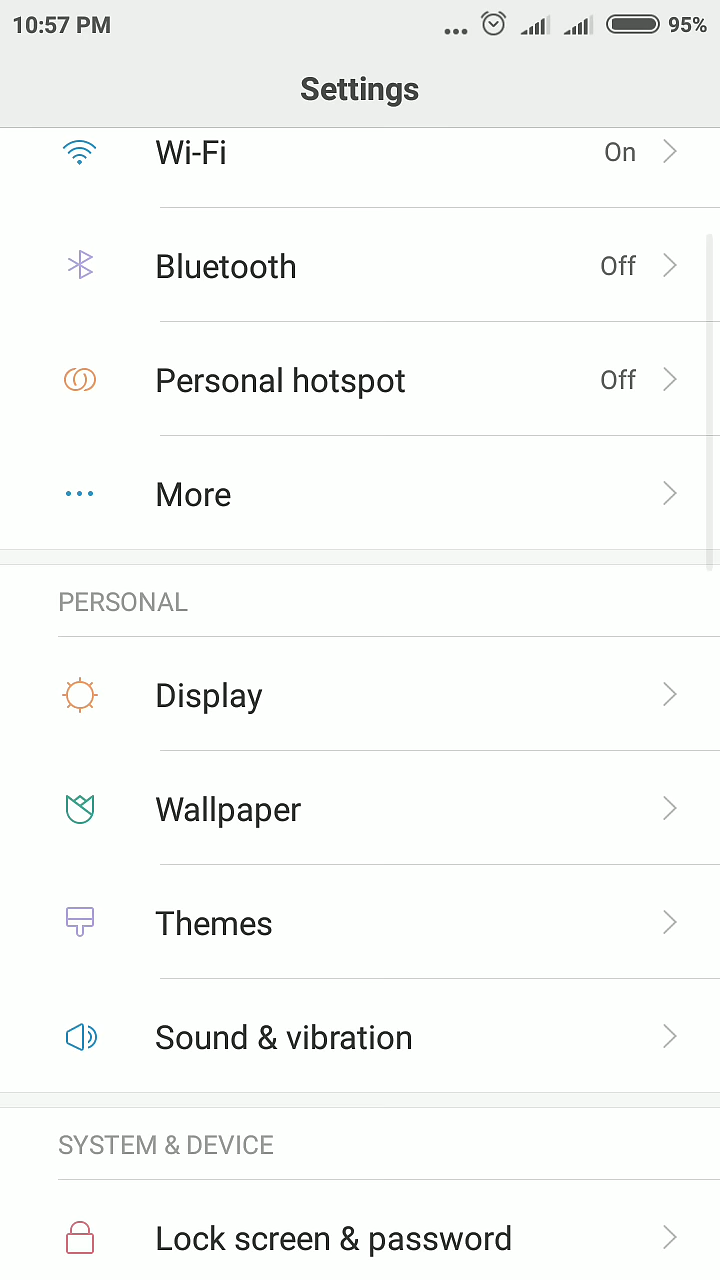 10:57 PM ... 95%
Settings
Wi-Fi On
Bluetooth Off
Personal hotspot Off
More
PERSONAL
Display
Wallpaper
Themes
Sound & vibration
SYSTEM & DEVICE
Lock screen & password